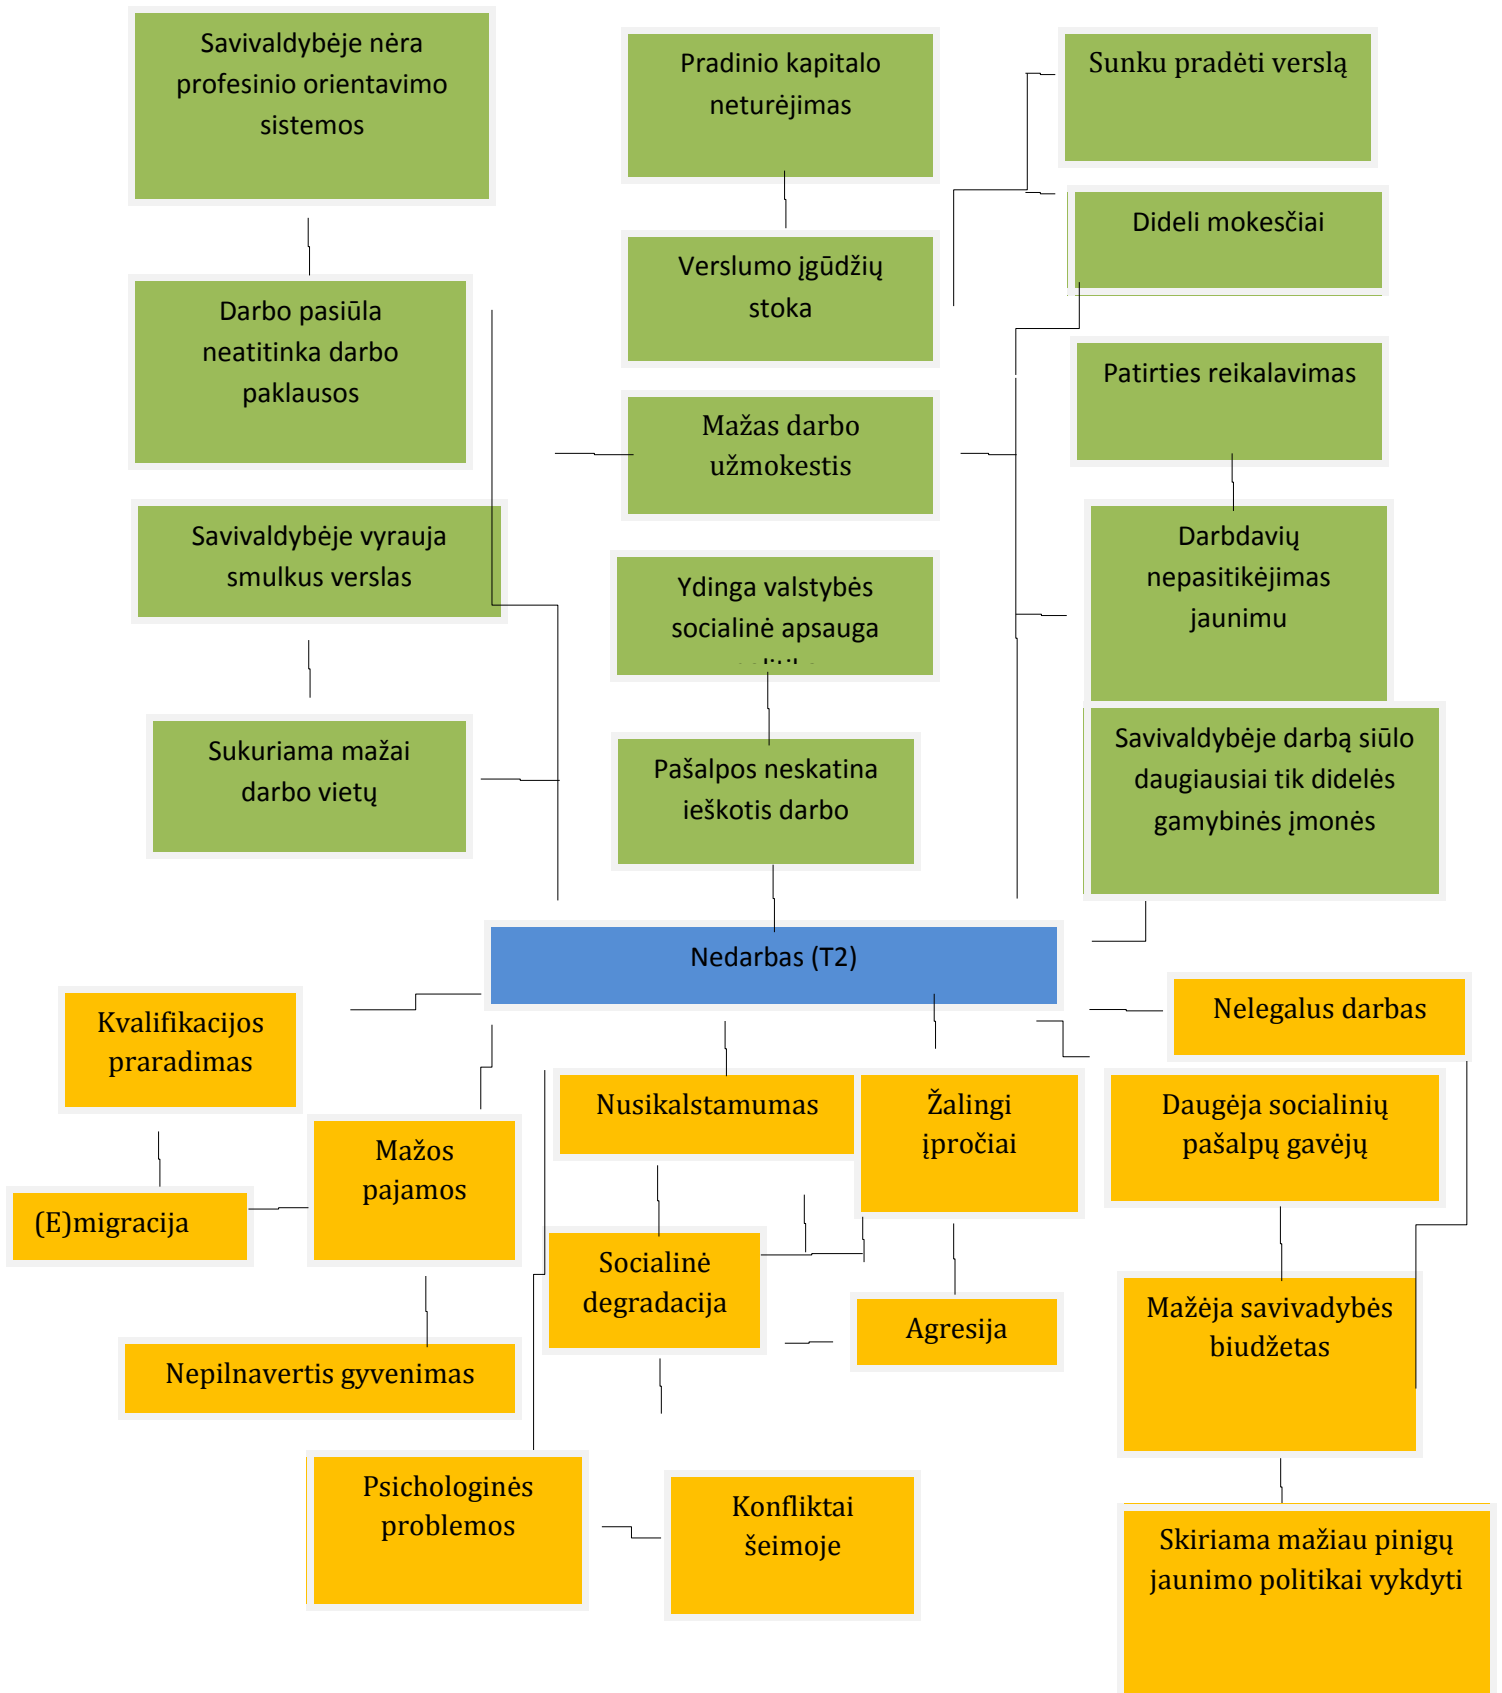 Savivaldybėje nėra
profesinio orientavimo
sistemos
Pradinio kapitalo
neturėjimas
Sunku pradėti verslą
Dideli mokesčiai
Verslumo įgūdžių
stoka
Darbo pasiūla
neatitinka darbo
paklausos
Patirties reikalavimas
Mažas darbo
užmokestis
Savivaldybėje vyrauja
smulkus verslas
Darbdavių
nepasitikėjimas
jaunimu
Ydinga valstybės
socialinė apsauga
Sukuriama mažai
darbo vietų
Pašalpos neskatina
ieškotis darbo
Savivaldybėje darbą siūlo
daugiausiai tik didelės
gamybinės įmonės
Nedarbas (T2)
Kvalifikacijos
praradimas
Nelegalus darbas
Nusikalstamumas
Žalingi
įpročiai
Daugėja socialinių
pašalpų gavėjų
Mažos
pajamos
(E)migracija
Socialinė
degradacija
Agresija
Mažėja savivadybės
biudžetas
Nepilnavertis gyvenimas
Psichologinės
problemos
Konfliktai
šeimoje
Skiriama mažiau pinigų
jaunimo politikai vykdyti